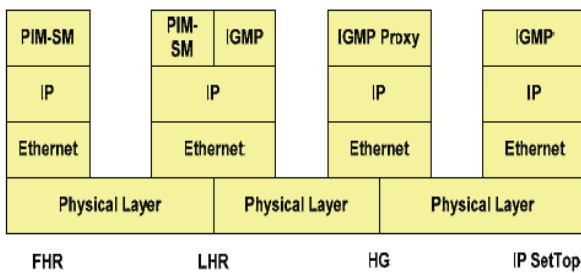 PIM-SM
PIM-
SM
IGMP
IGMP Proxy
IGMP
IP
IP
IP
IP
Ethernet
Ethernet
Ethernet
Ethernet
Physical Layer
Physical Layer
Physical Layer
FHR
LHR
HG
IP SetTop